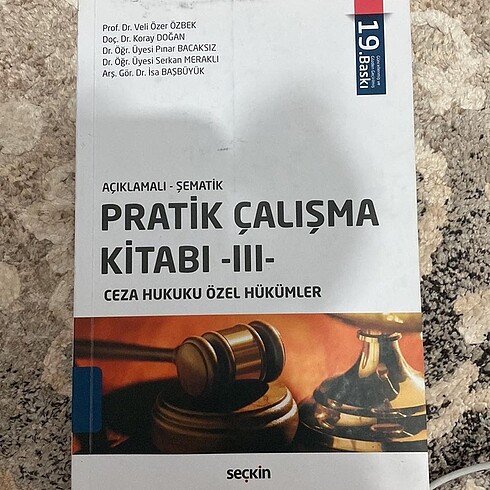 Prof. Dr. Veli Özer ÖZBEK
Doç. Dr. Koray DOĞAN
Dr. Öğr. Üyesi Pınar BACAKSIZ
Dr. Öğr. Üyesi Serkan MERAKLI
Arş. Gör. Dr. İsa BAŞBÜYÜK
19.Baskı
AÇIKLAMALI - ŞEMATİK
PRATİK ÇALIŞMA
KİTABI -III-
CEZA HUKUKU ÖZEL HÜKÜMLER
seçkin